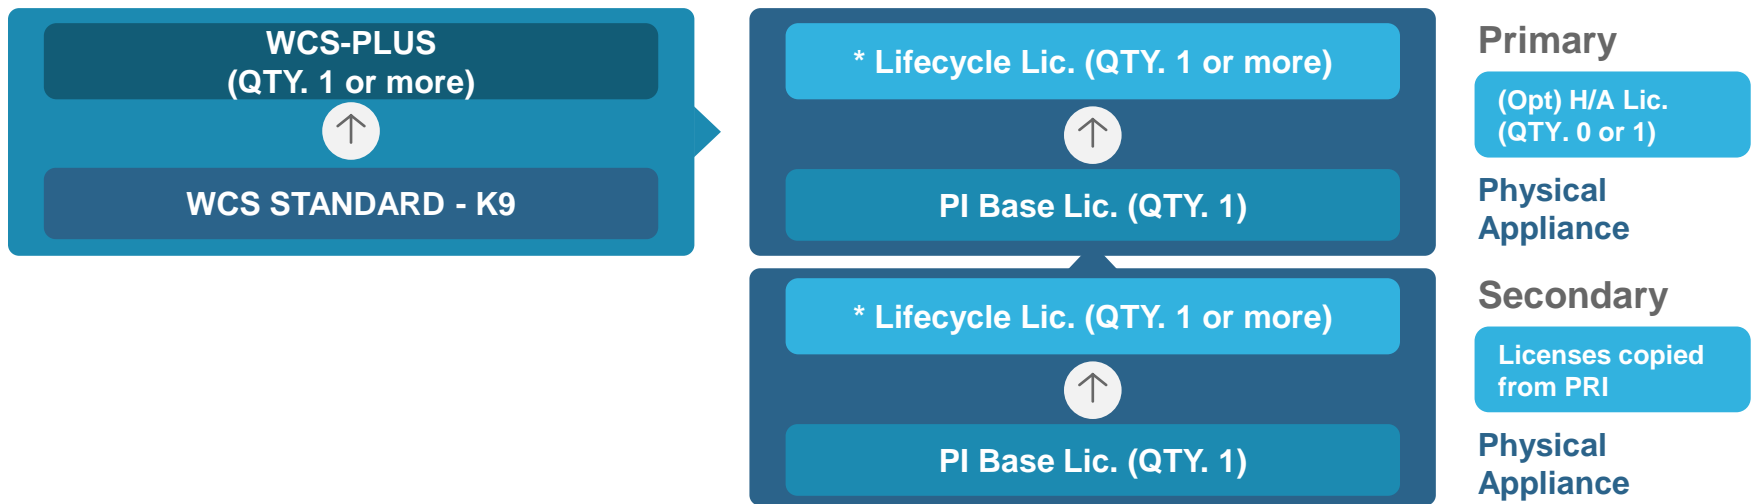 WCS-PLUS
(QTY. 1 or more)
WCS STANDARD - K9
* Lifecycle Lic. (QTY. 1 or more)
PI Base Lic. (QTY. 1)
Primary
(Opt) H/A Lic.
(QTY. 0 or 1)
Physical
Appliance
* Lifecycle Lic. (QTY. 1 or more)
PI Base Lic. (QTY. 1)
Secondary
Licenses copied
from PRI
Physical
Appliance